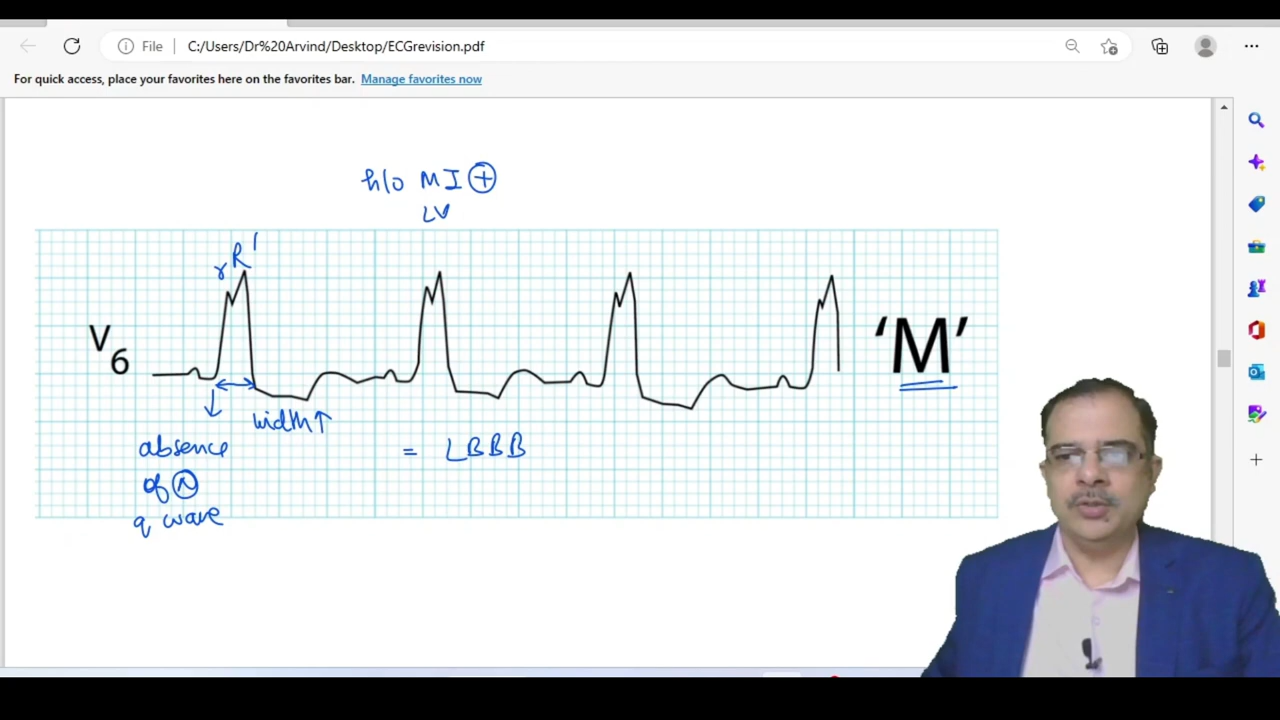 File C:/Users/Dr%20Arvind/Desktop/ECGrevision.pdf
For quick access, place your favorites here on the favorites bar. Manage favorites now
h/o MI +
LV
rR'
V6
'M'
width↑
absence
= LBBB
of N
q wave